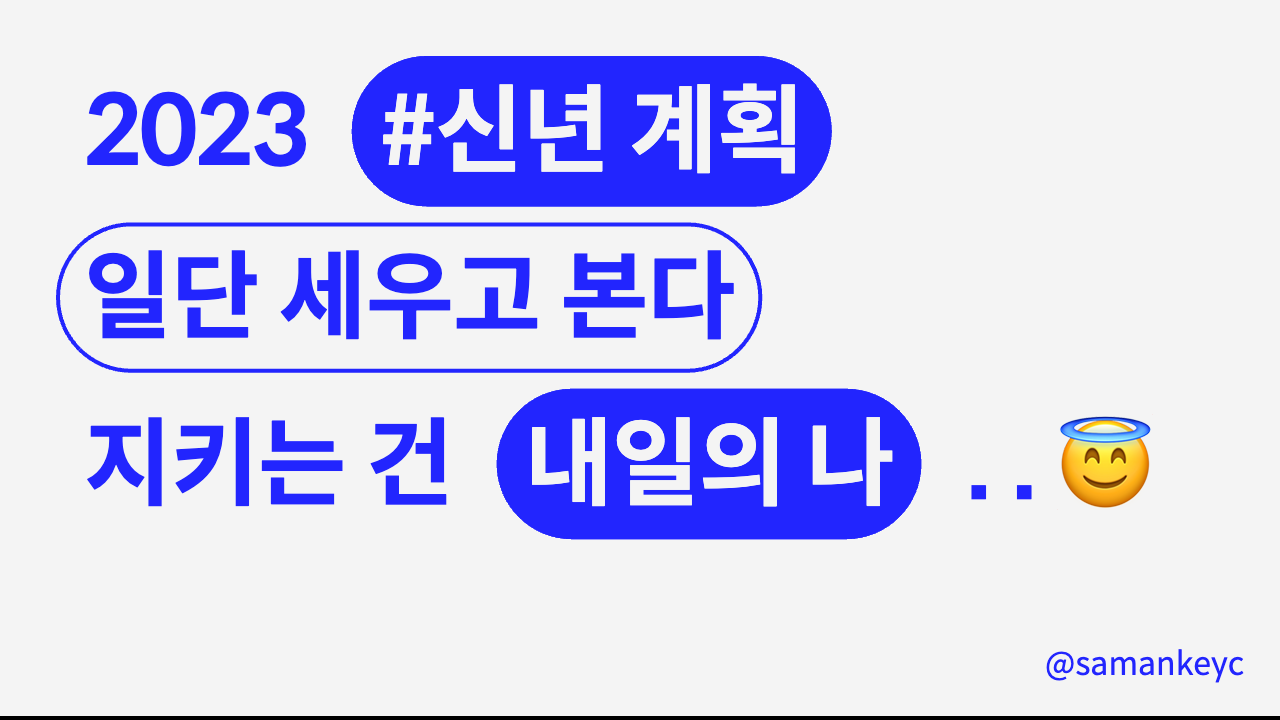 2023 #신년 계획
일단 세우고 본다
지키는 건 내일의 나 . . 😇
@samankeyc